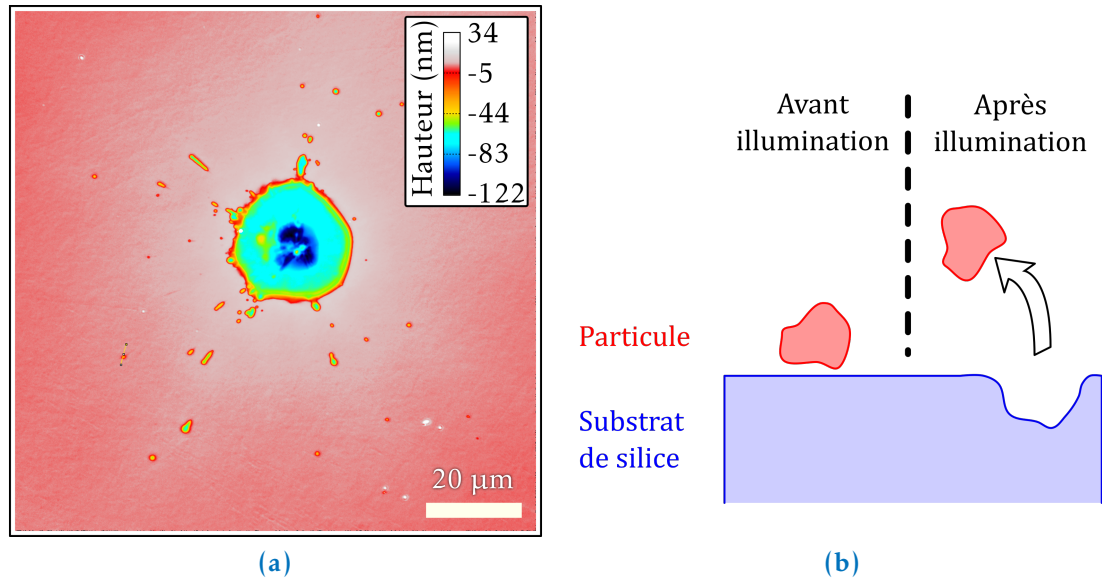 Hauteur (nm)
34
-5
-44
-83
-122
20 µm
(a)
Avant
illumination
Après
illumination
Particule
Substrat
de silice
(b)